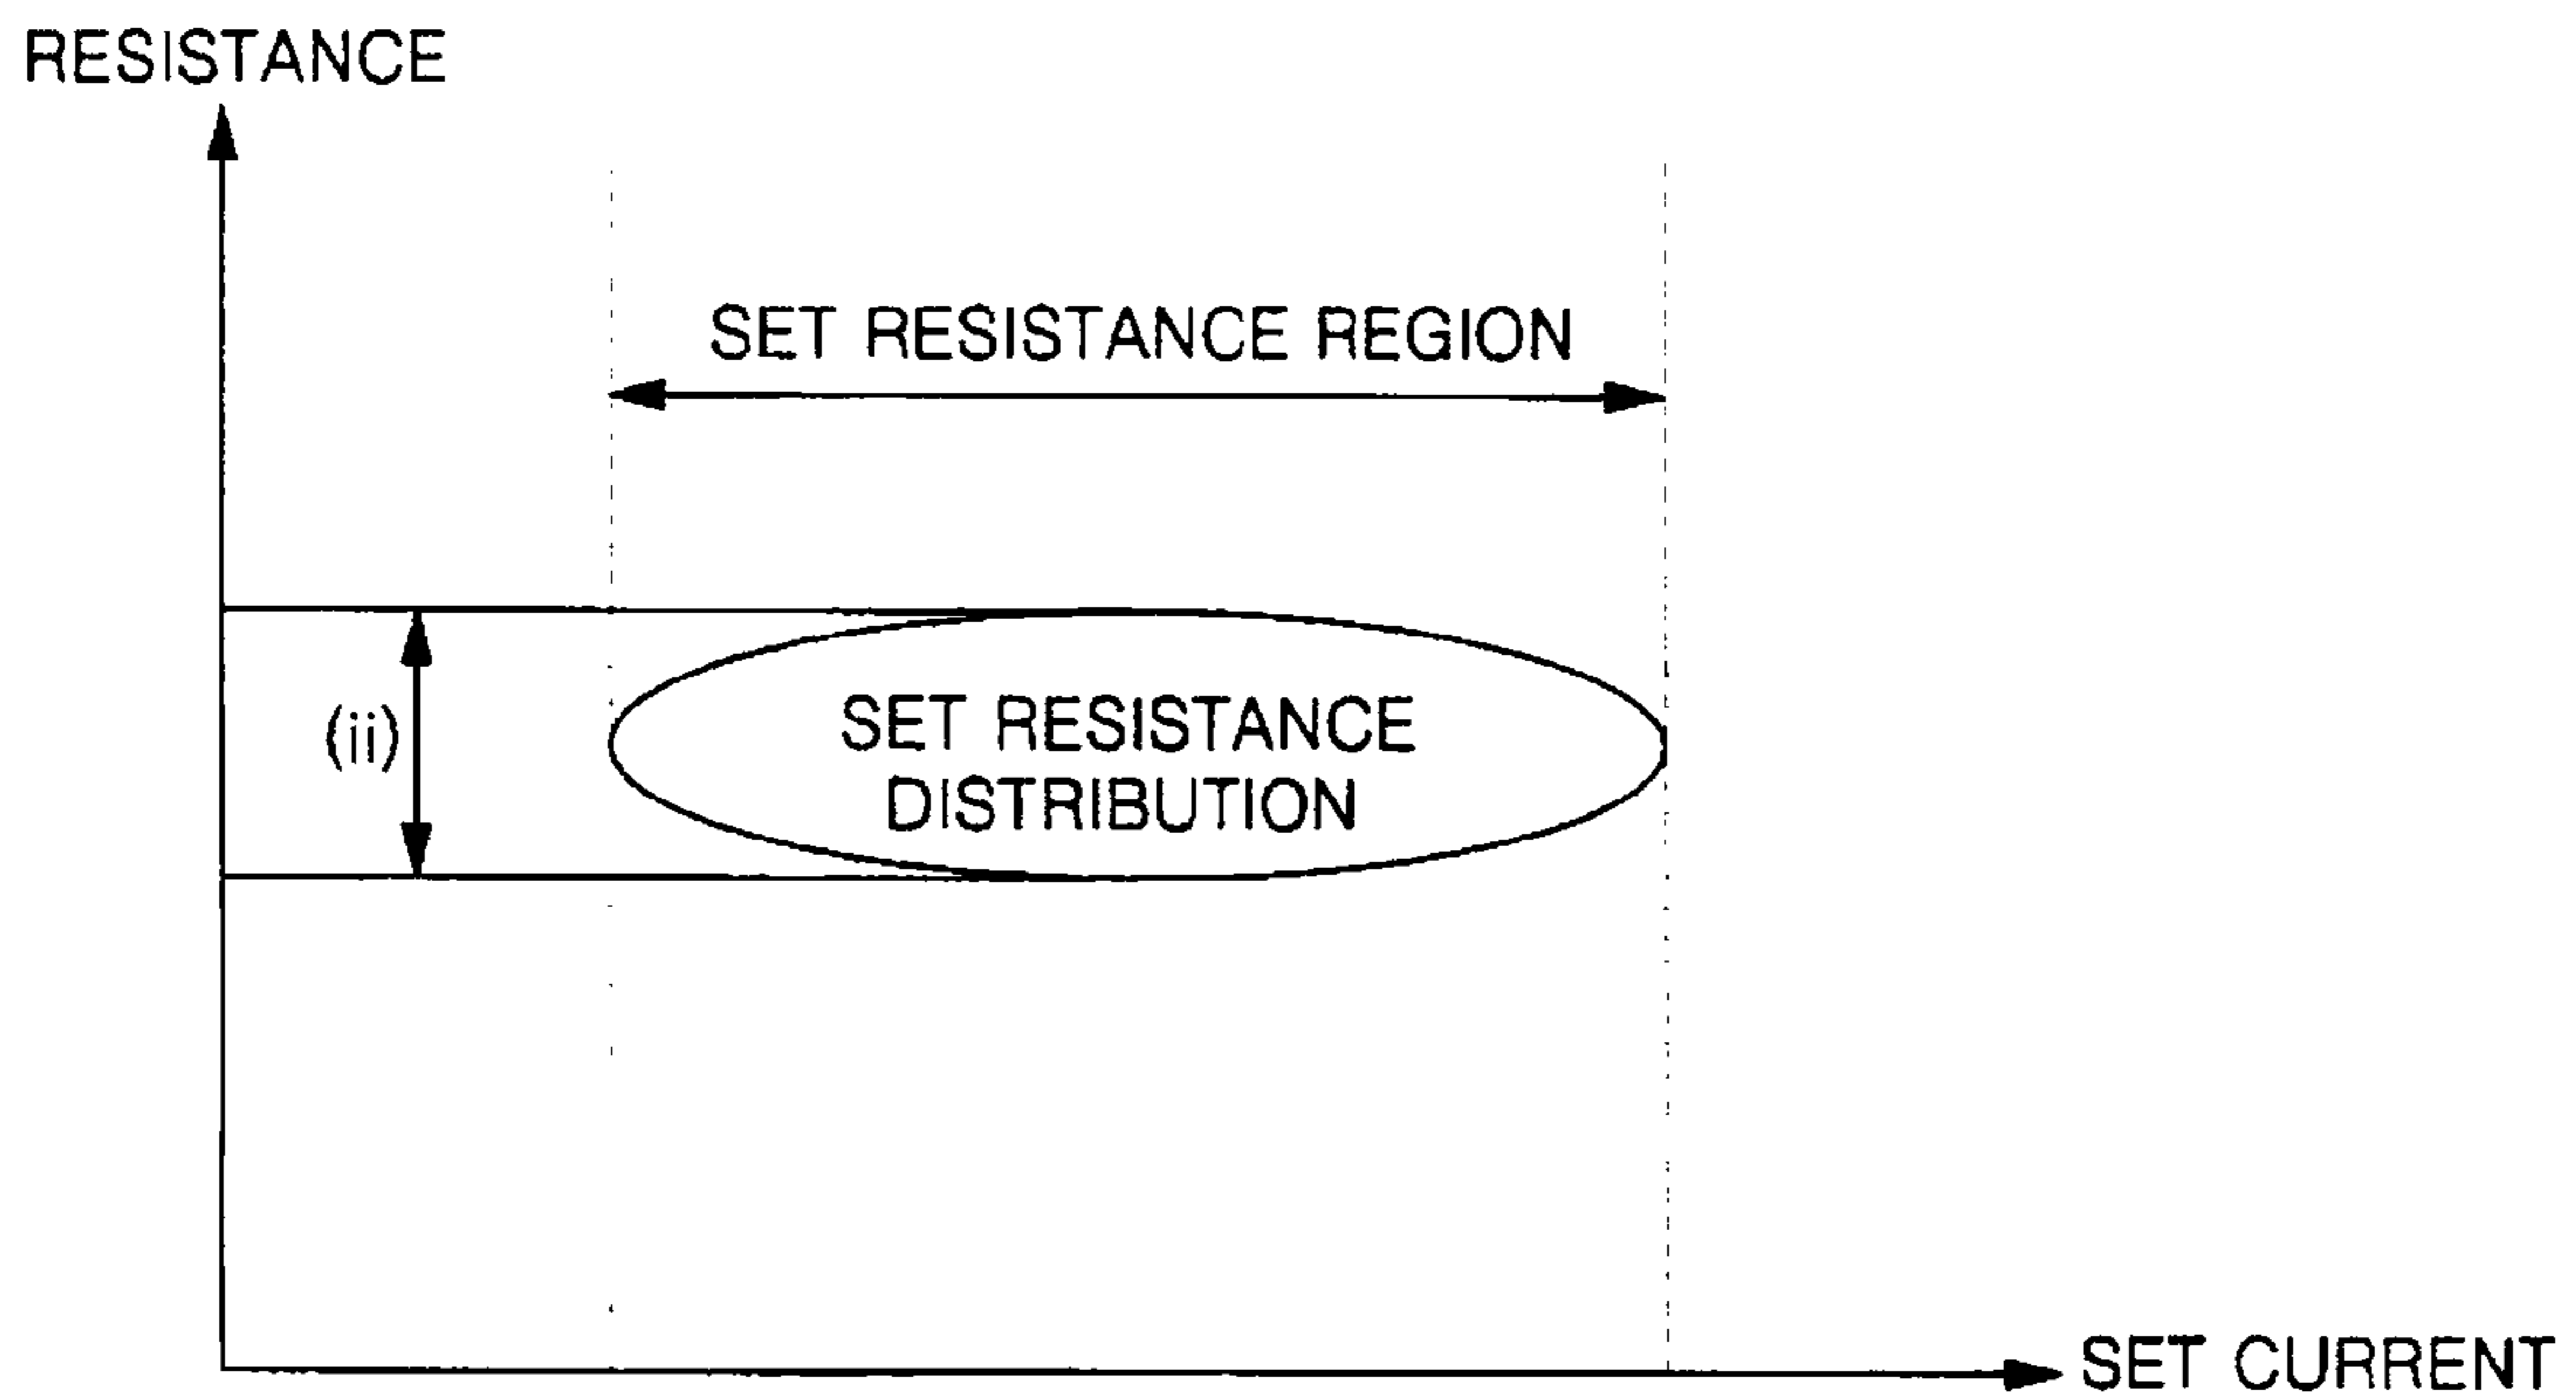 RESISTANCE
SET RESISTANCE REGION
(ii)
SET RESISTANCE
DISTRIBUTION
SET CURRENT